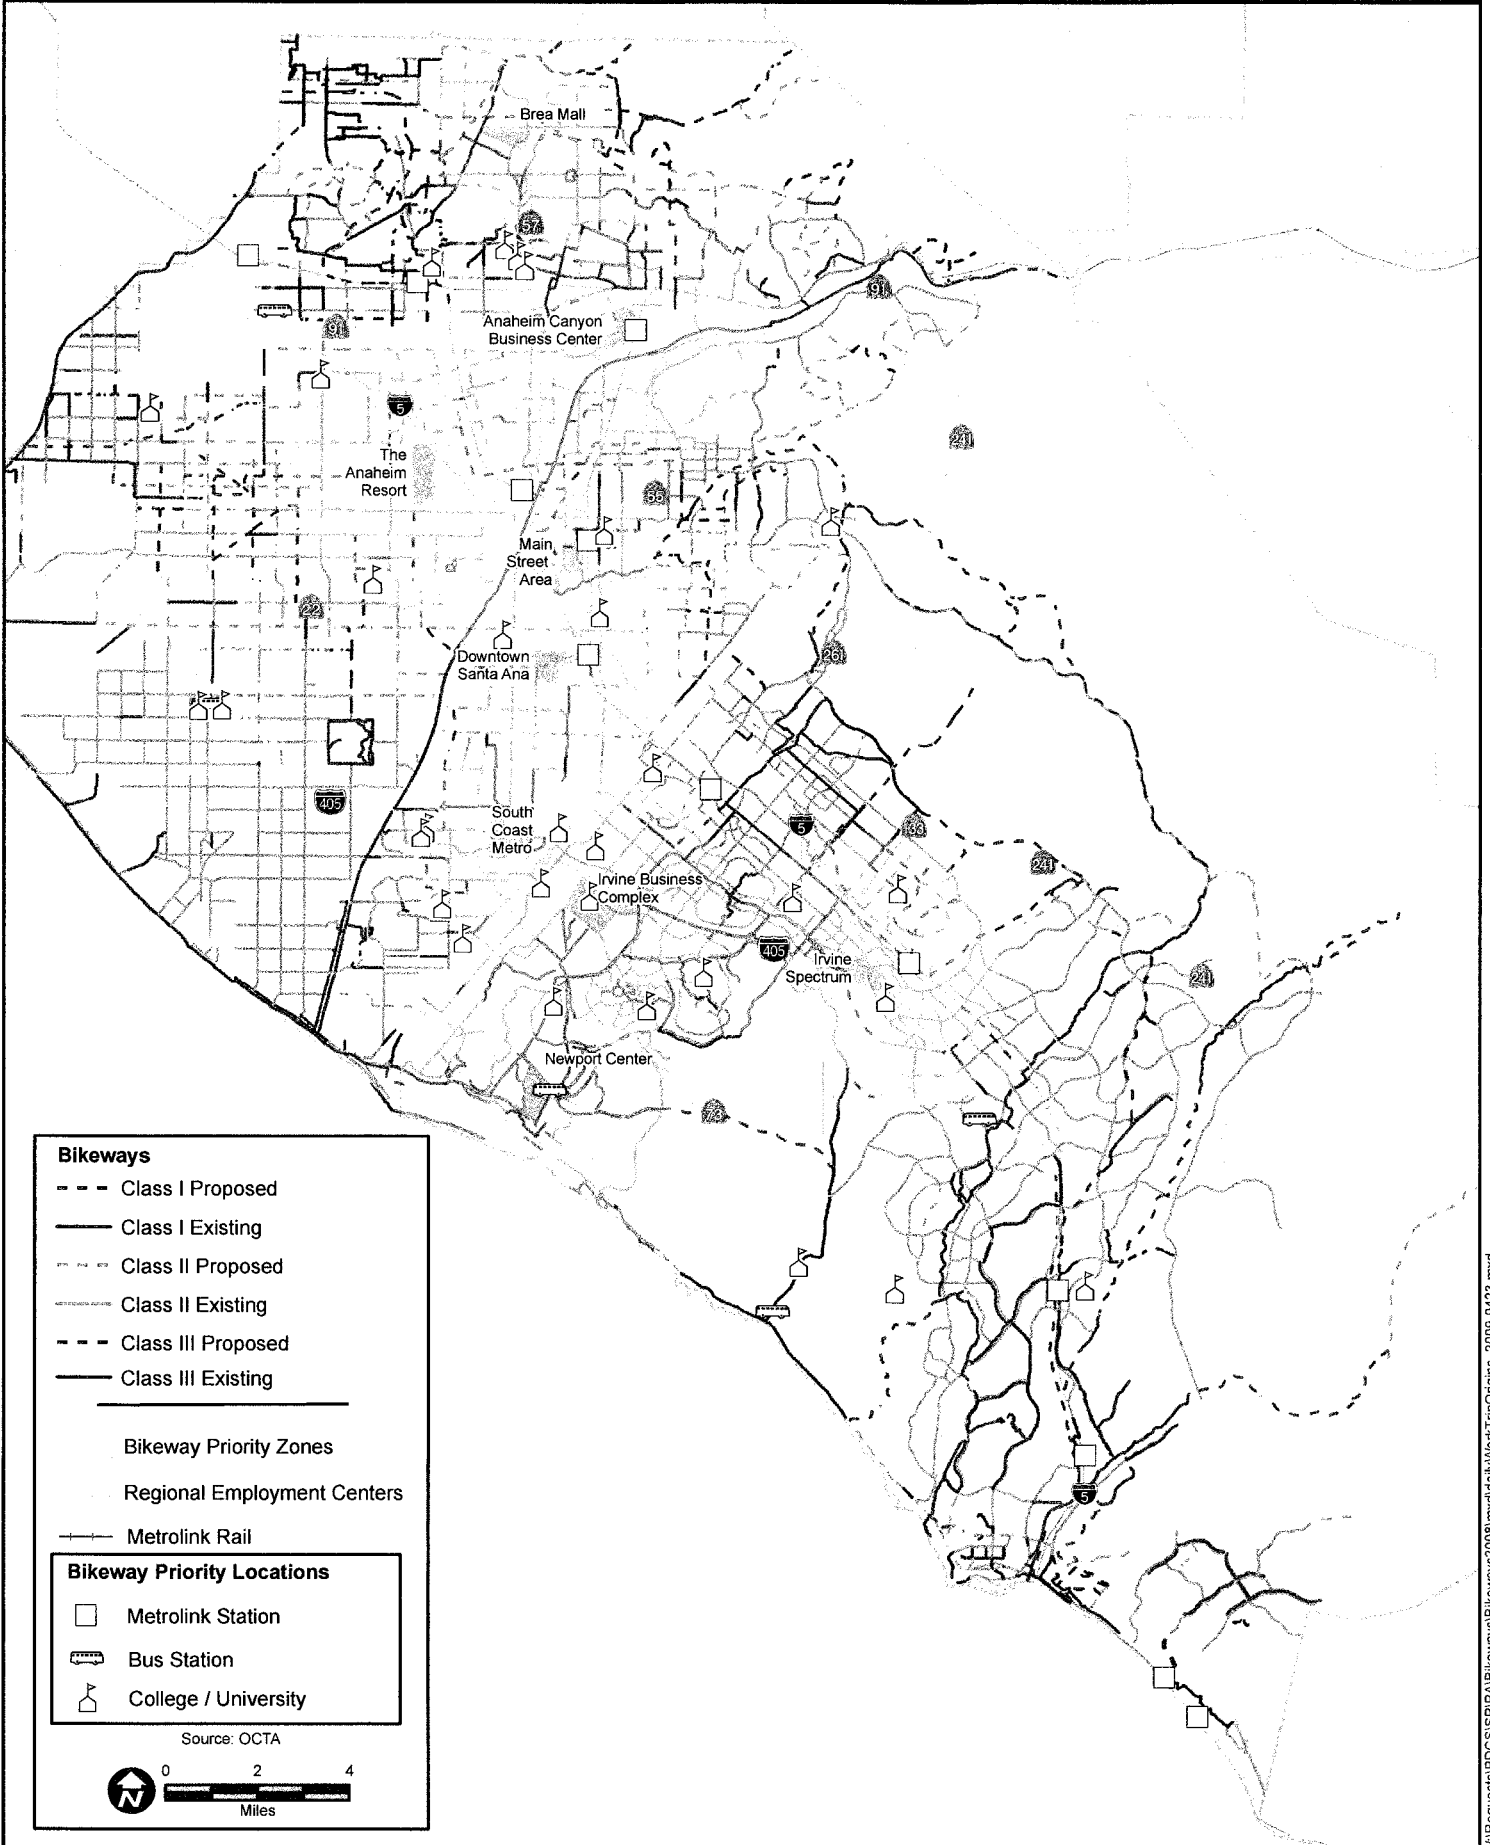 Brea Mall
57
91
Anaheim Canyon
Business Center
91
5
241
The
Anaheim
Resort
55
Main
Street
Area
22
Downtown
Santa Ana
261
405
South
Coast
Metro
5
241
Irvine Business
Complex
405
Irvine
Spectrum
241
Newport Center
73
5
Bikeways
Class I Proposed
Class I Existing
Class II Proposed
Class II Existing
Class III Proposed
Class III Existing
Bikeway Priority Zones
Regional Employment Centers
Metrolink Rail
Bikeway Priority Locations
Metrolink Station
Bus Station
College / University
Source: OCTA
0 2 4
N
Miles